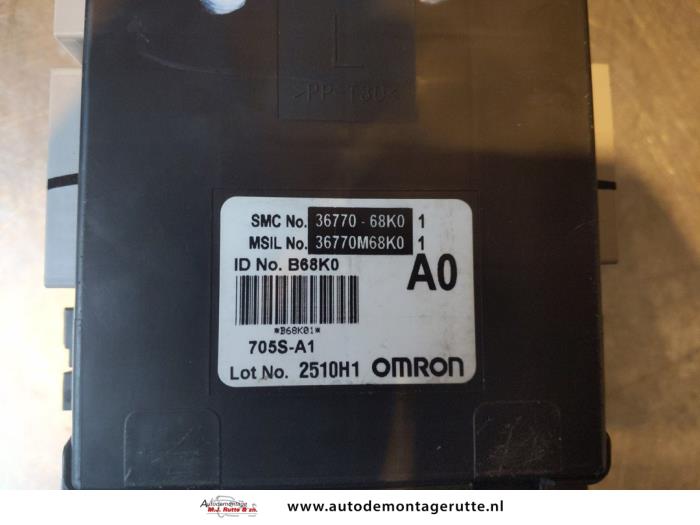 L
>PP-T30<
SMC No. 36770 - 68K0 1
MSIL No. 36770M68K0 1
ID No. B68K0
A0
*B68K01*
705S-A1
Lot No. 2510H1 OMRON
Autodemontage
M.J. Rutte & zn.
www.autodemontagerutte.nl